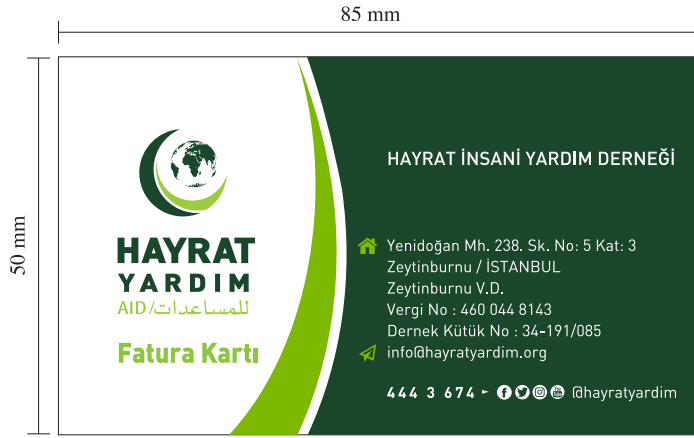 85 mm
50 mm
HAYRAT
YARDIM
AID/للمساعدات
Fatura Kartı
HAYRAT İNSANİ YARDIM DERNEĞİ
Yenidoğan Mh. 238. Sk. No: 5 Kat: 3
Zeytinburnu / İSTANBUL
Zeytinburnu V.D.
Vergi No : 460 044 8143
Dernek Kütük No : 34-191/085
info@hayratyardim.org
444 3 674 - @hayratyardim